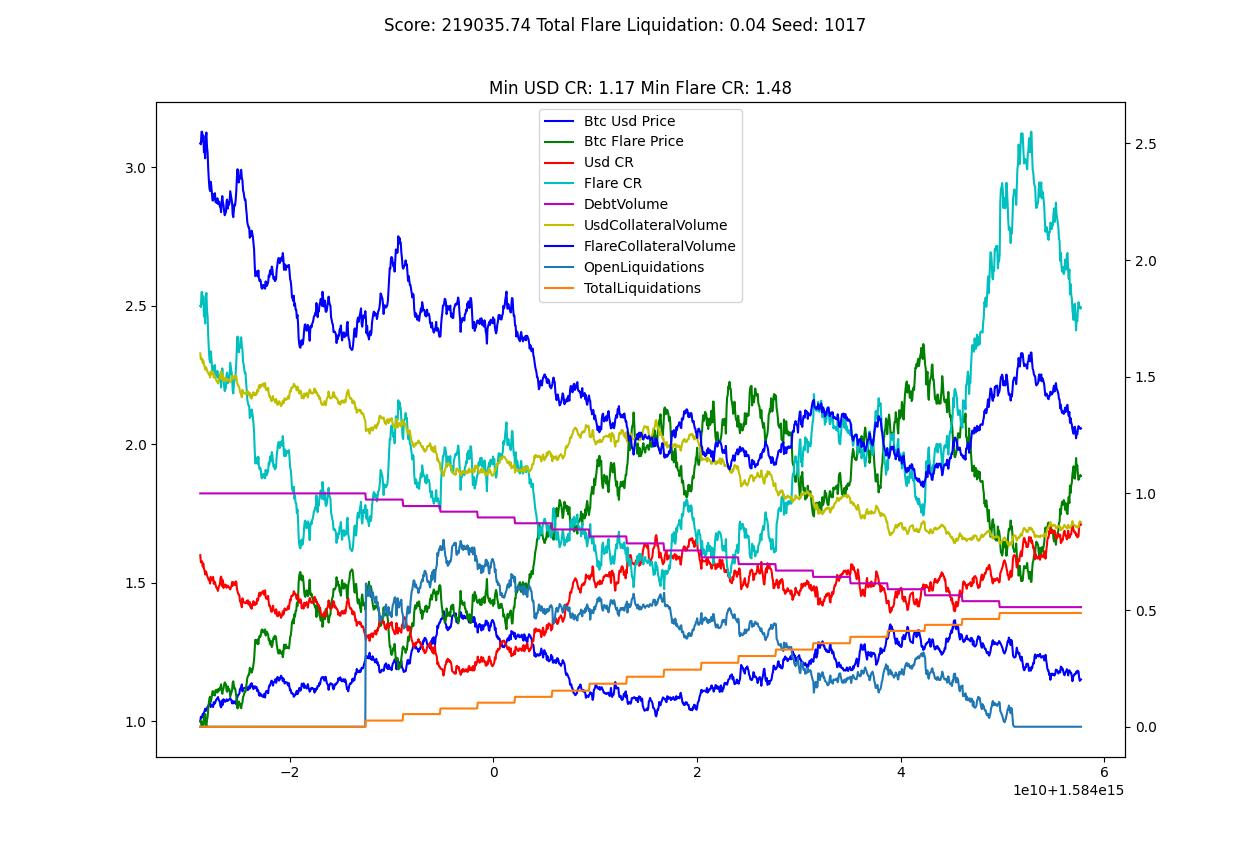 Score: 219035.74 Total Flare Liquidation: 0.04 Seed: 1017
Min USD CR: 1.17 Min Flare CR: 1.48
Btc Usd Price
Btc Flare Price
Usd CR
Flare CR
DebtVolume
UsdCollateralVolume
FlareCollateralVolume
OpenLiquidations
TotalLiquidations
3.0
2.5
2.0
1.5
1.0
2.5
2.0
1.5
1.0
0.5
0.0
−2 0 2 4 6
1e10+1.584e15